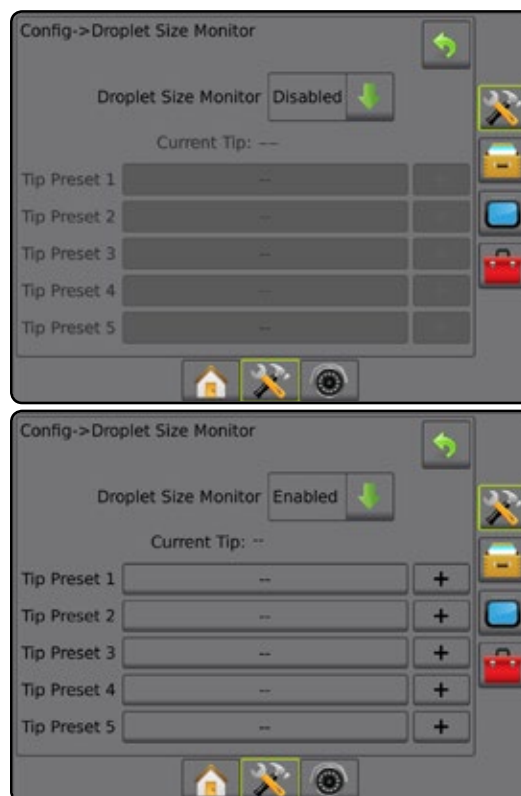 Config->Droplet Size Monitor
Droplet Size Monitor Disabled
Current Tip: --
Tip Preset 1 --
Tip Preset 2 --
Tip Preset 3 --
Tip Preset 4 --
Tip Preset 5 --
Config->Droplet Size Monitor
Droplet Size Monitor Enabled
Current Tip: --
Tip Preset 1 -- +
Tip Preset 2 -- +
Tip Preset 3 -- +
Tip Preset 4 -- +
Tip Preset 5 -- +